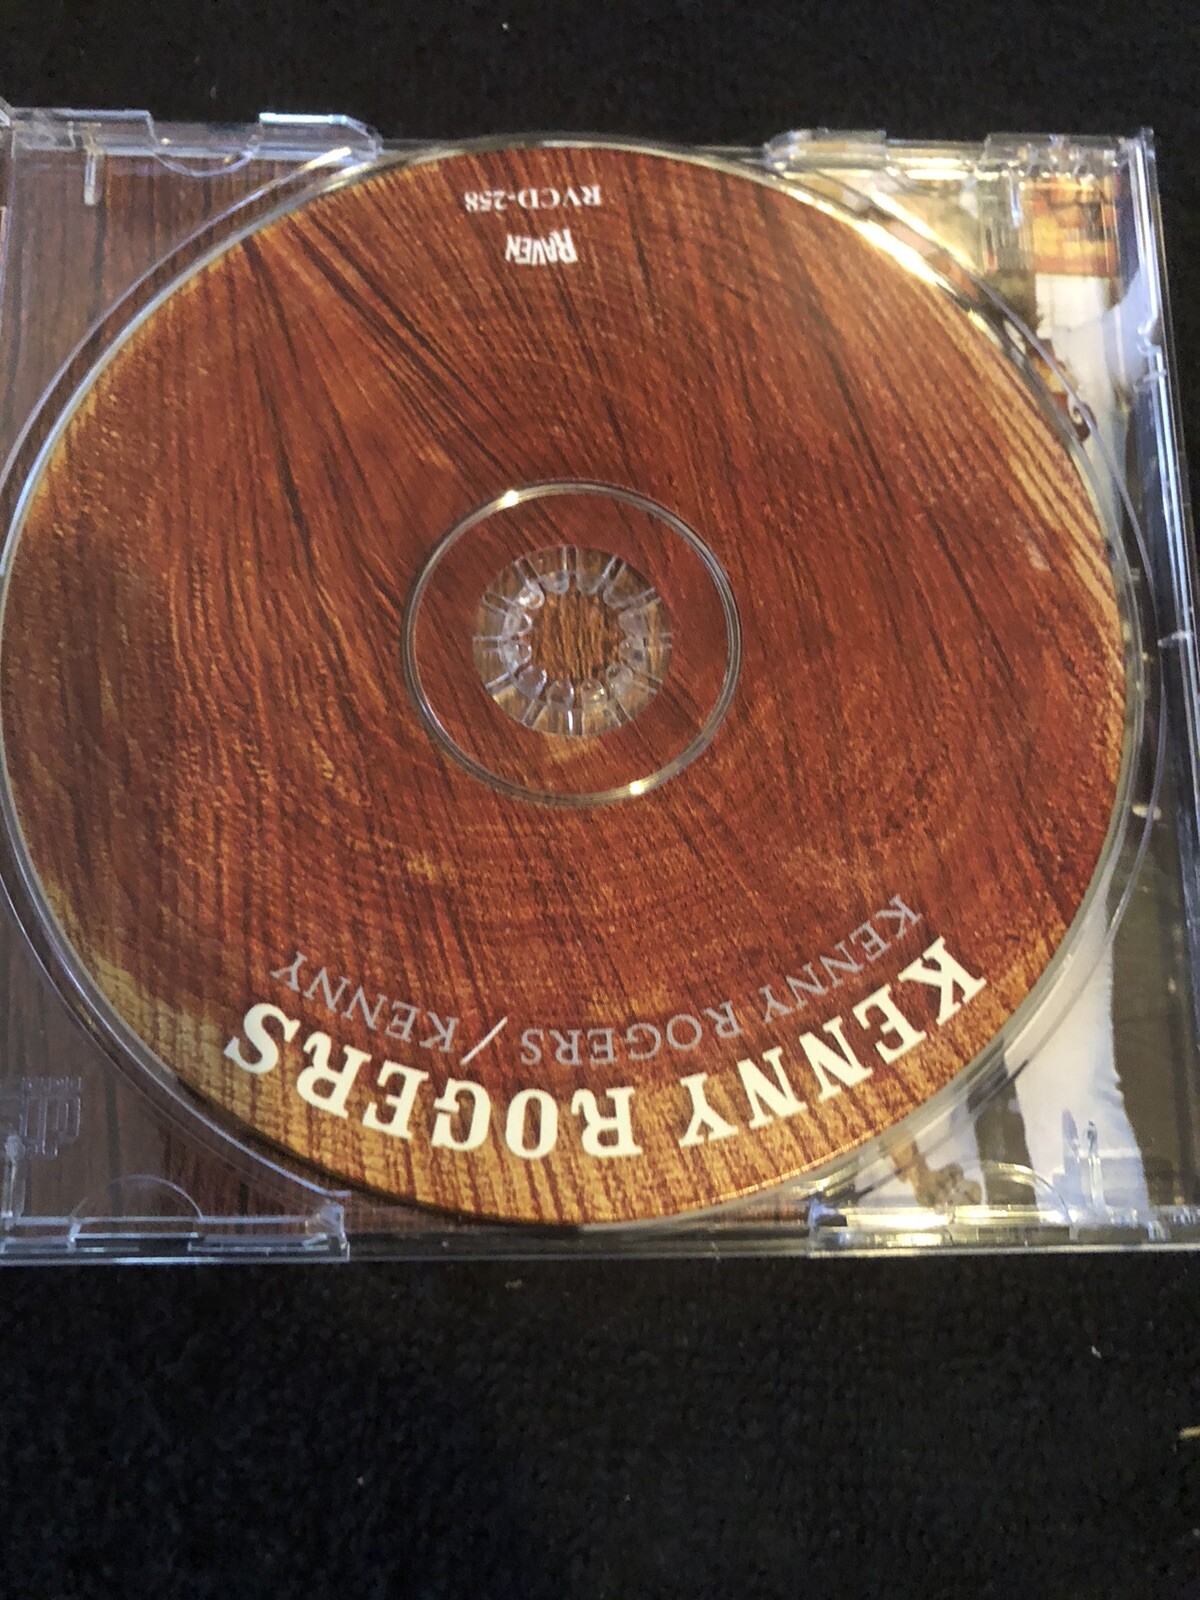 KENNY ROGERS
KENNY ROGERS / KENNY
RAVEN
RVCD-258